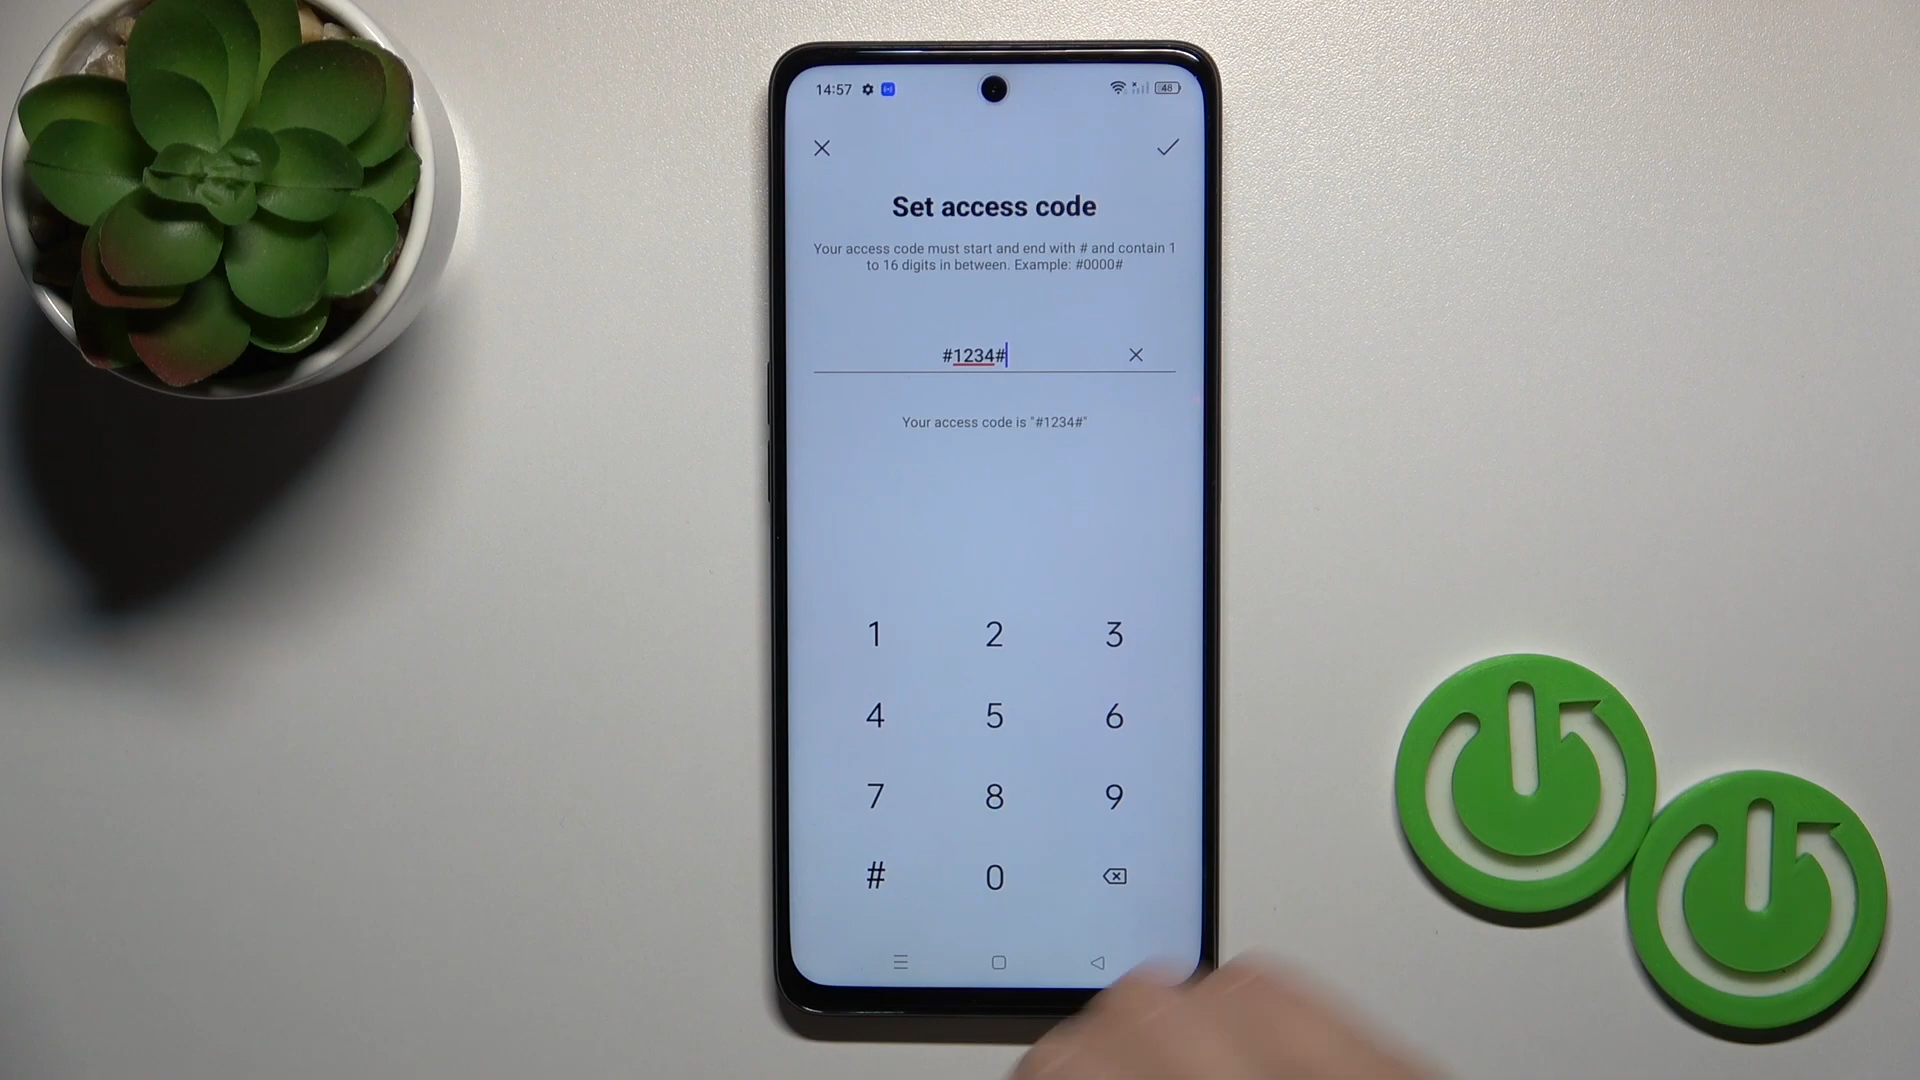 14:57
48
Set access code
Your access code must start and end with # and contain 1
to 16 digits in between. Example: #0000#
#1234#
Your access code is "#1234#"
1 2 3
4 5 6
7 8 9
# 0